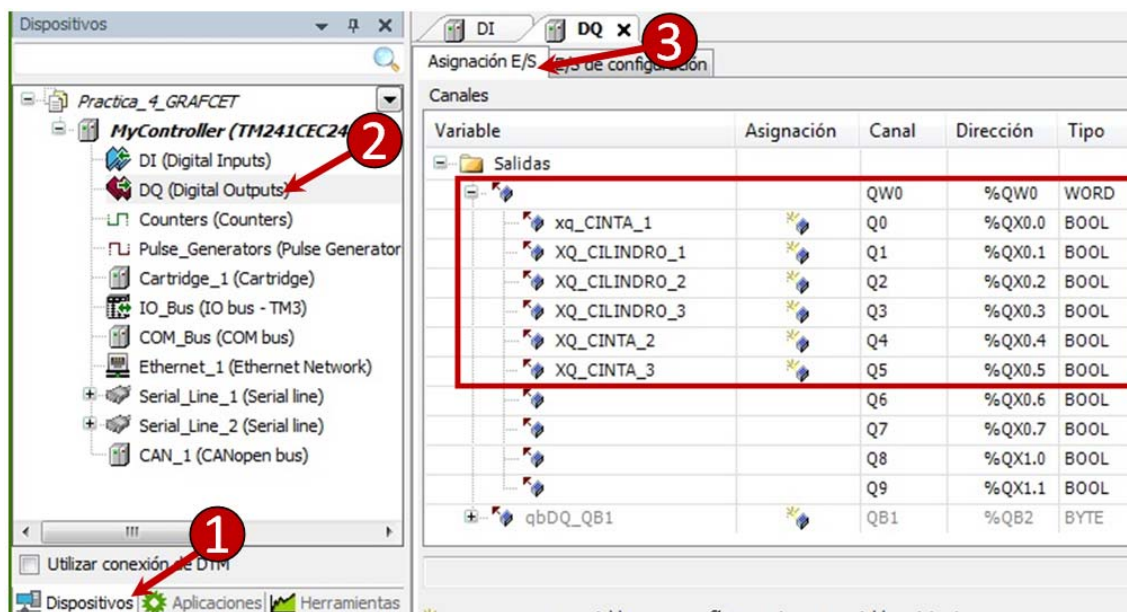 Dispositivos
Practica_4_GRAFCET
MyController (TM241CEC24
DI (Digital Inputs)
DQ (Digital Outputs)
Counters (Counters)
Pulse_Generators (Pulse Generator
Cartridge_1 (Cartridge)
IO_Bus (IO bus - TM3)
COM_Bus (COM bus)
Ethernet_1 (Ethernet Network)
Serial_Line_1 (Serial line)
Serial_Line_2 (Serial line)
CAN_1 (CANopen bus)
Utilizar conexión de DTM
Dispositivos Aplicaciones Herramientas
1
2
3
DI DQ
Asignación E/S E/S de configuración
Canales
Variable Asignación Canal Dirección Tipo
Salidas
QW0 %QW0 WORD
xq_CINTA_1 Q0 %QX0.0 BOOL
XQ_CILINDRO_1 Q1 %QX0.1 BOOL
XQ_CILINDRO_2 Q2 %QX0.2 BOOL
XQ_CILINDRO_3 Q3 %QX0.3 BOOL
XQ_CINTA_2 Q4 %QX0.4 BOOL
XQ_CINTA_3 Q5 %QX0.5 BOOL
Q6 %QX0.6 BOOL
Q7 %QX0.7 BOOL
Q8 %QX1.0 BOOL
Q9 %QX1.1 BOOL
qbDQ_QB1 QB1 %QB2 BYTE